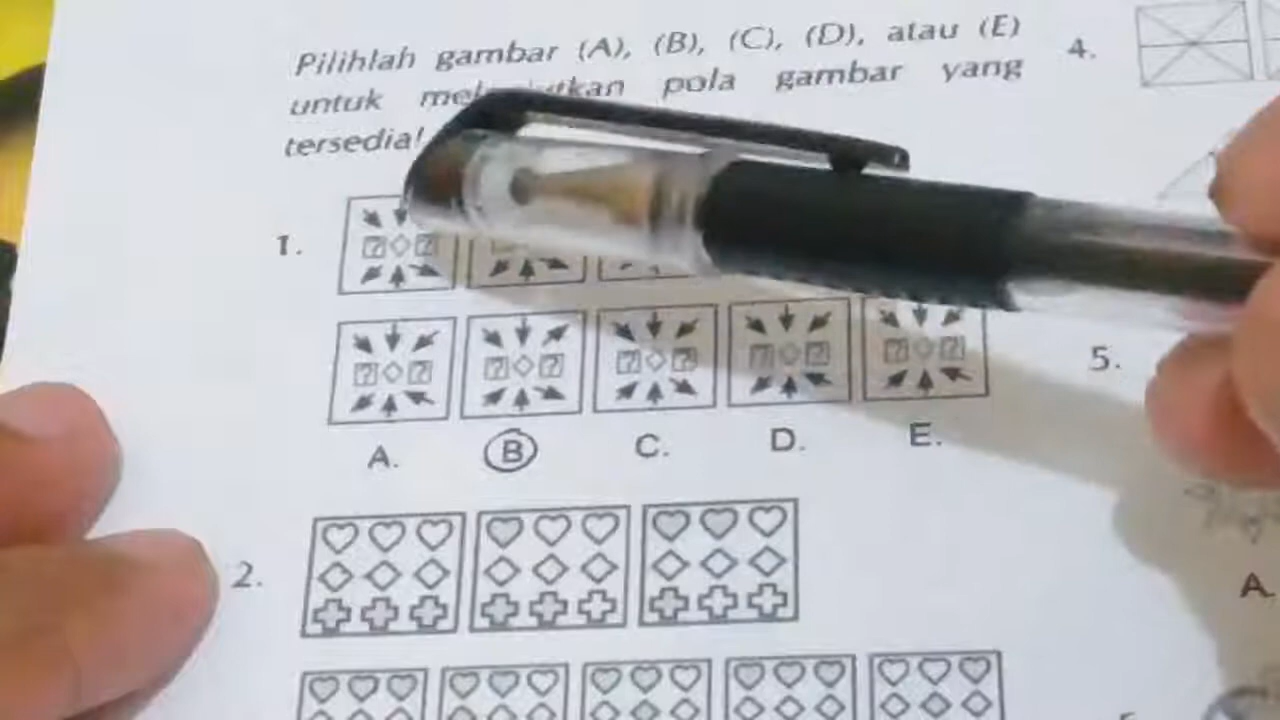 Pilihlah gambar (A), (B), (C), (D), atau (E)
untuk pola gambar yang
tersedia!
1.
A. B C. D. E.
2.
4.
5.
A.